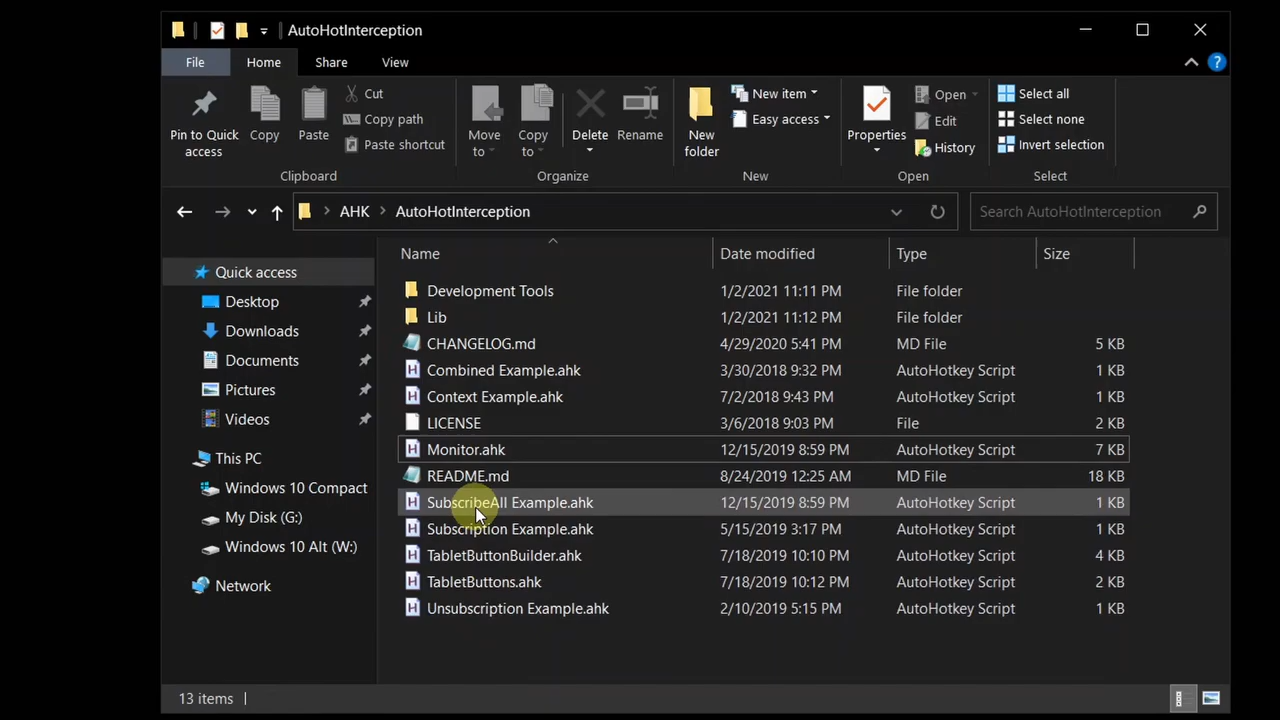 AutoHotInterception
File Home Share View
Pin to Quick access
Copy
Paste
Cut
Copy path
Paste shortcut
Clipboard
Move to
Copy to
Delete
Rename
Organize
New folder
New item
Easy access
New
Properties
Open
Edit
History
Open
Select all
Select none
Invert selection
Select
AHK > AutoHotInterception
Search AutoHotInterception
Quick access
Desktop
Downloads
Documents
Pictures
Videos
This PC
Windows 10 Compact
My Disk (G:)
Windows 10 Alt (W:)
Network
Name Date modified Type Size
Development Tools 1/2/2021 11:11 PM File folder
Lib 1/2/2021 11:12 PM File folder
CHANGELOG.md 4/29/2020 5:41 PM MD File 5 KB
Combined Example.ahk 3/30/2018 9:32 PM AutoHotkey Script 1 KB
Context Example.ahk 7/2/2018 9:43 PM AutoHotkey Script 1 KB
LICENSE 3/6/2018 9:03 PM File 2 KB
Monitor.ahk 12/15/2019 8:59 PM AutoHotkey Script 7 KB
README.md 8/24/2019 12:25 AM MD File 18 KB
SubscribeAll Example.ahk 12/15/2019 8:59 PM AutoHotkey Script 1 KB
Subscription Example.ahk 5/15/2019 3:17 PM AutoHotkey Script 1 KB
TabletButtonBuilder.ahk 7/18/2019 10:10 PM AutoHotkey Script 4 KB
TabletButtons.ahk 7/18/2019 10:12 PM AutoHotkey Script 2 KB
Unsubscription Example.ahk 2/10/2019 5:15 PM AutoHotkey Script 1 KB
13 items